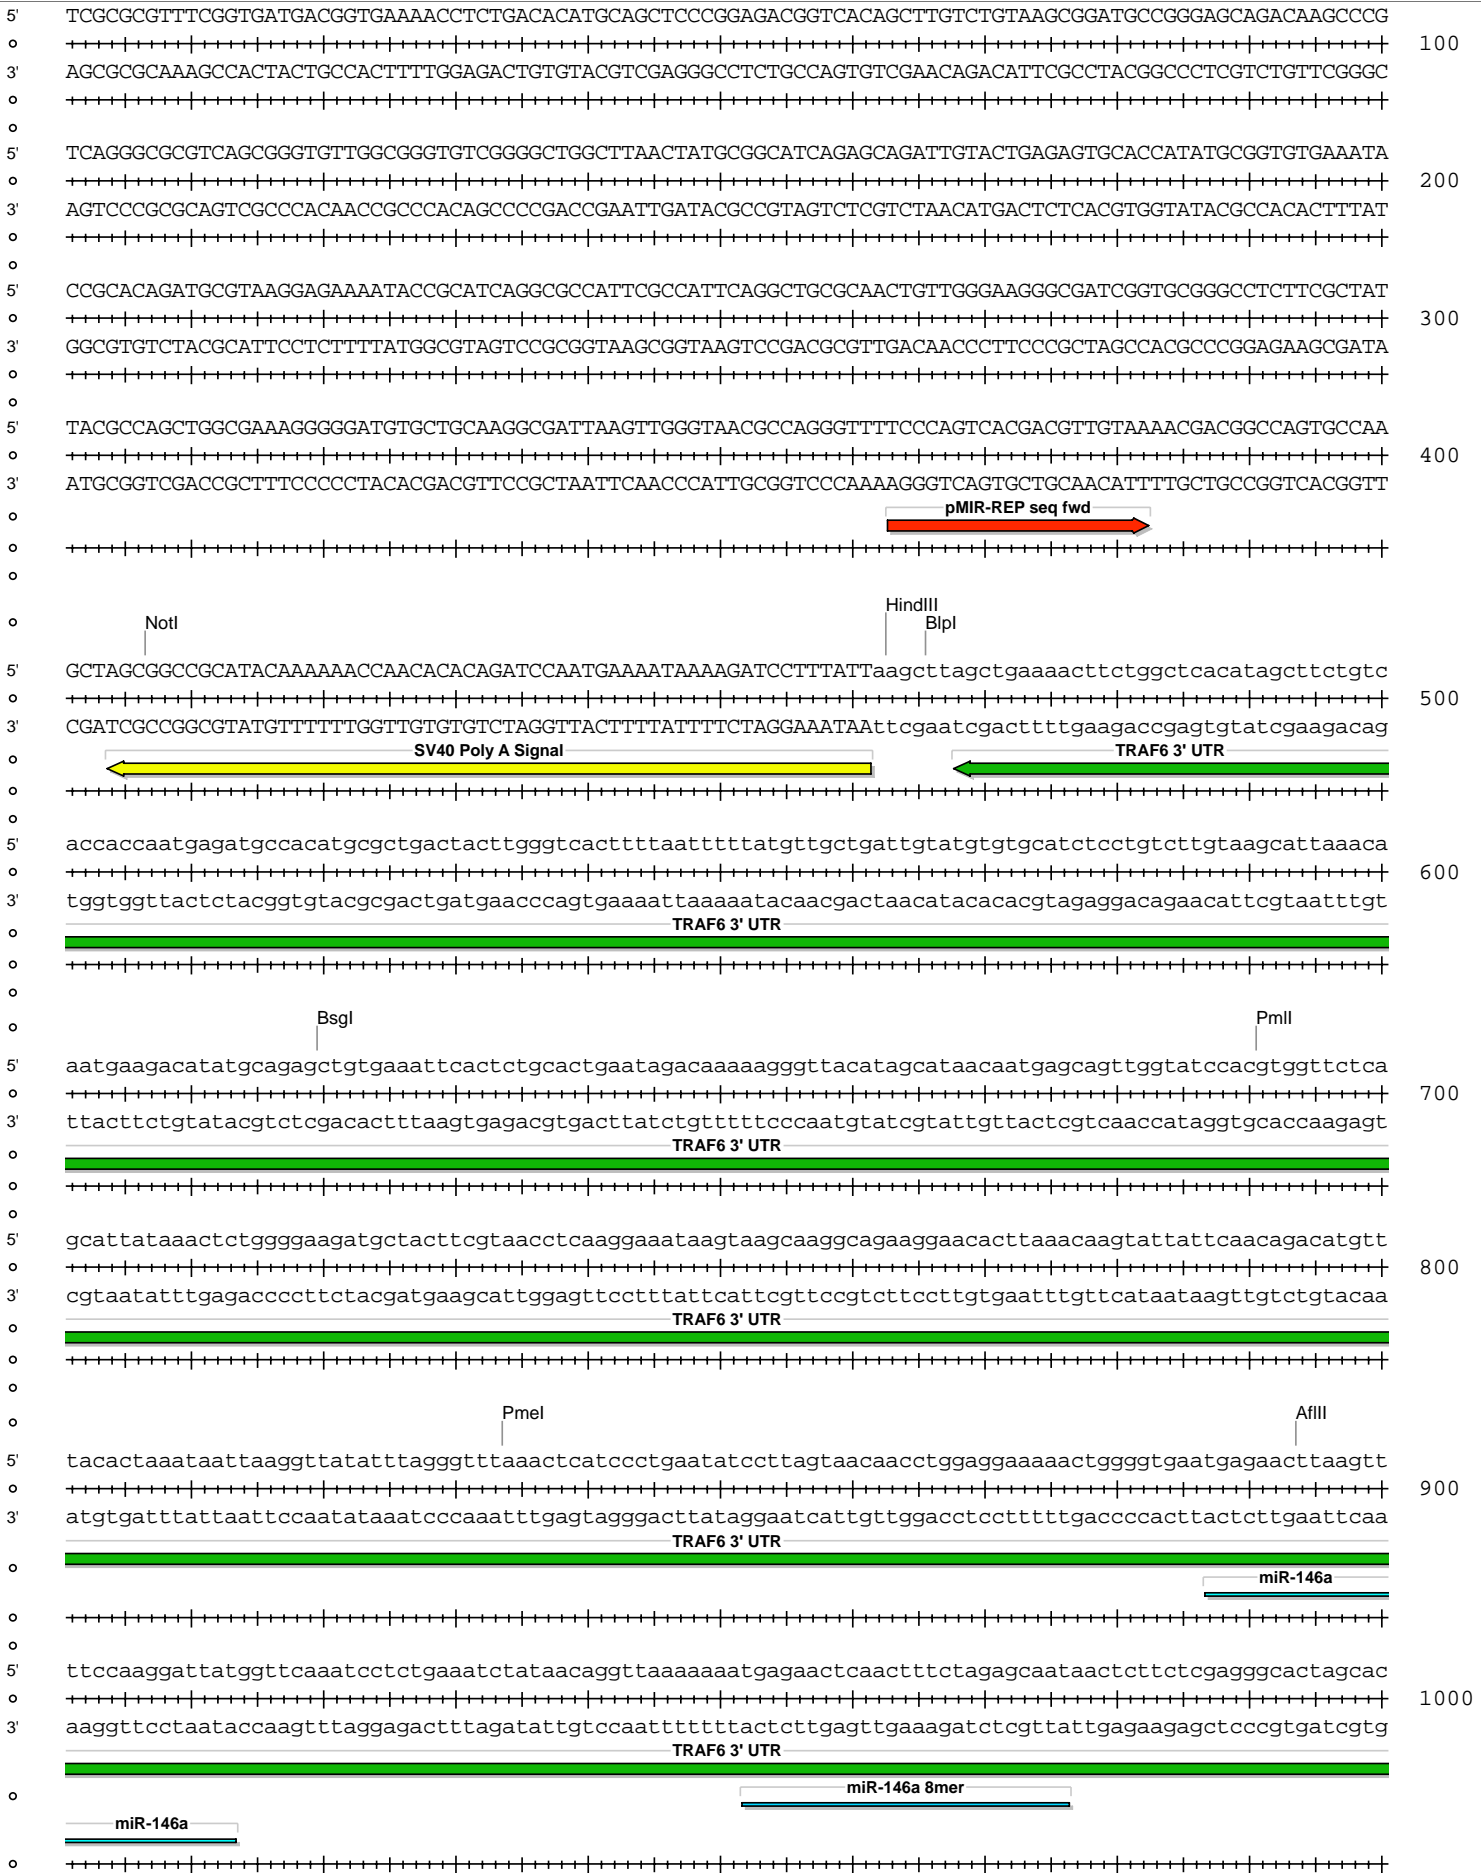 5' TCGCGCGTTTCGGTGATGACGGTGAAAACCTCTGACACATGCAGCTCCCGGAGACGGTCACAGCTTGTCTGTAAGCGGATGCCGGGAGCAGACAAGCCCG
100
3' AGCGCGCAAAGCCACTACTGCCACTTTTGGAGACTGTGTACGTCGAGGGCCTCTGCCAGTGTCGAACAGACATTCGCCTACGGCCCTCGTCTGTTCGGGC
5' TCAGGGCGCGTCAGCGGGTGTTGGCGGGTGTCGGGGCTGGCTTAACTATGCGGCATCAGAGCAGATTGTACTGAGAGTGCACCATATGCGGTGTGAAATA
200
3' AGTCCCGCGCAGTCGCCCACAACCGCCCACAGCCCCGACCGAATTGATACGCCGTAGTCTCGTCTAACATGACTCTCACGTGGTATACGCCACACTTTAT
5' CCGCACAGATGCGTAAGGAGAAAATACCGCATCAGGCGCCATTCGCCATTCAGGCTGCGCAACTGTTGGGAAGGGCGATCGGTGCGGGCCTCTTCGCTAT
300
3' GGCGTGTCTACGCATTCCTCTTTTATGGCGTAGTCCGCGGTAAGCGGTAAGTCCGACGCGTTGACAACCCTTCCCGCTAGCCACGCCCGGAGAAGCGATA
5' TACGCCAGCTGGCGAAAGGGGGATGTGCTGCAAGGCGATTAAGTTGGGTAACGCCAGGGTTTTCCCAGTCACGACGTTGTAAAACGACGGCCAGTGCCAA
400
3' ATGCGGTCGACCGCTTTCCCCCTACACGACGTTCCGCTAATTCAACCCATTGCGGTCCCAAAAGGGTCAGTGCTGCAACATTTTGCTGCCGGTCACGGTT
pMIR-REP seq fwd
NotI HindIII BlpI
5' GCTAGCGGCCGCATACAAAAAACCAACACACAGATCCAATGAAAATAAAAGATCCTTTATTaagcttagctgaaaacttctggctcacatagcttctgtc
500
3' CGATCGCCGGCGTATGTTTTTTGGTTGTGTGTCTAGGTTACTTTTATTTTCTAGGAAATAAttcgaatcgacttttgaagaccgagtgtatcgaagacag
SV40 Poly A Signal TRAF6 3' UTR
5' accaccaatgagatgccacatgcgctgactacttgggtcacttttaatttttatgttgctgattgtatgtgtgcatctcctgtcttgtaagcattaaaca
600
3' tggtggttactctacggtgtacgcgactgatgaacccagtgaaaattaaaaatacaacgactaacatacacacgtagaggacagaacattcgtaatttgt
TRAF6 3' UTR
BsgI PmlI
5' aatgaagacatatgcagagctgtgaaattcactctgcactgaatagacaaaaagggttacatagcataacaatgagcagttggtatccacgtggttctca
700
3' ttacttctgtatacgtctcgacactttaagtgagacgtgacttatctgtttttcccaatgtatcgtattgttactcgtcaaccataggtgcaccaagagt
TRAF6 3' UTR
5' gcattataaactctggggaagatgctacttcgtaacctcaaggaaataagtaagcaaggcagaaggaacacttaaacaagtattattcaacagacatgtt
800
3' cgtaatatttgagaccccttctacgatgaagcattggagttcctttattcattcgttccgtcttccttgtgaatttgttcataataagttgtctgtacaa
TRAF6 3' UTR
PmeI AflII
5' tacactaaataattaaggttatatttagggtttaaactcatccctgaatatccttagtaacaacctggaggaaaaactggggtgaatgagaacttaagtt
900
3' atgtgatttattaattccaatataaatcccaaatttgagtagggacttataggaatcattgttggacctcctttttgaccccacttactcttgaattcaa
TRAF6 3' UTR
miR-146a
5' ttccaaggattatggttcaaatcctctgaaatctataacaggttaaaaaaatgagaactcaactttctagagcaataactcttctcgagggcactagcac
1000
3' aaggttcctaataccaagtttaggagactttagatattgtccaatttttttactcttgagttgaaagatctcgttattgagaagagctcccgtgatcgtg
TRAF6 3' UTR
miR-146a 8mer
miR-146a